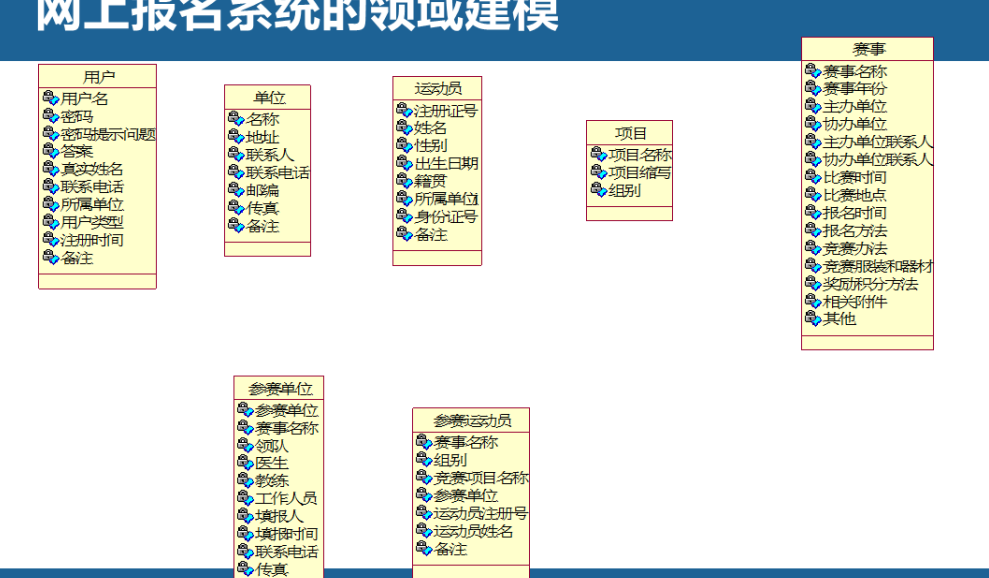 网上报名系统的领域建模
用户
用户名
密码
密码提示问题
答案
真实姓名
联系电话
所属单位
用户类型
注册时间
备注
单位
名称
地址
联系人
联系电话
邮编
传真
备注
运动员
注册证号
姓名
性别
出生日期
籍贯
所属单位
身份证号
备注
项目
项目名称
项目缩写
组别
赛事
赛事名称
赛事年份
主办单位
协办单位
主办单位联系人
协办单位联系人
比赛时间
比赛地点
报名时间
报名方法
竞赛办法
竞赛服装和器材
奖励积分方法
相关附件
其他
参赛单位
参赛单位
赛事名称
领队
医生
教练
工作人员
填报人
填报时间
联系电话
传真
参赛运动员
赛事名称
组别
竞赛项目名称
参赛单位
运动员注册号
运动员姓名
备注